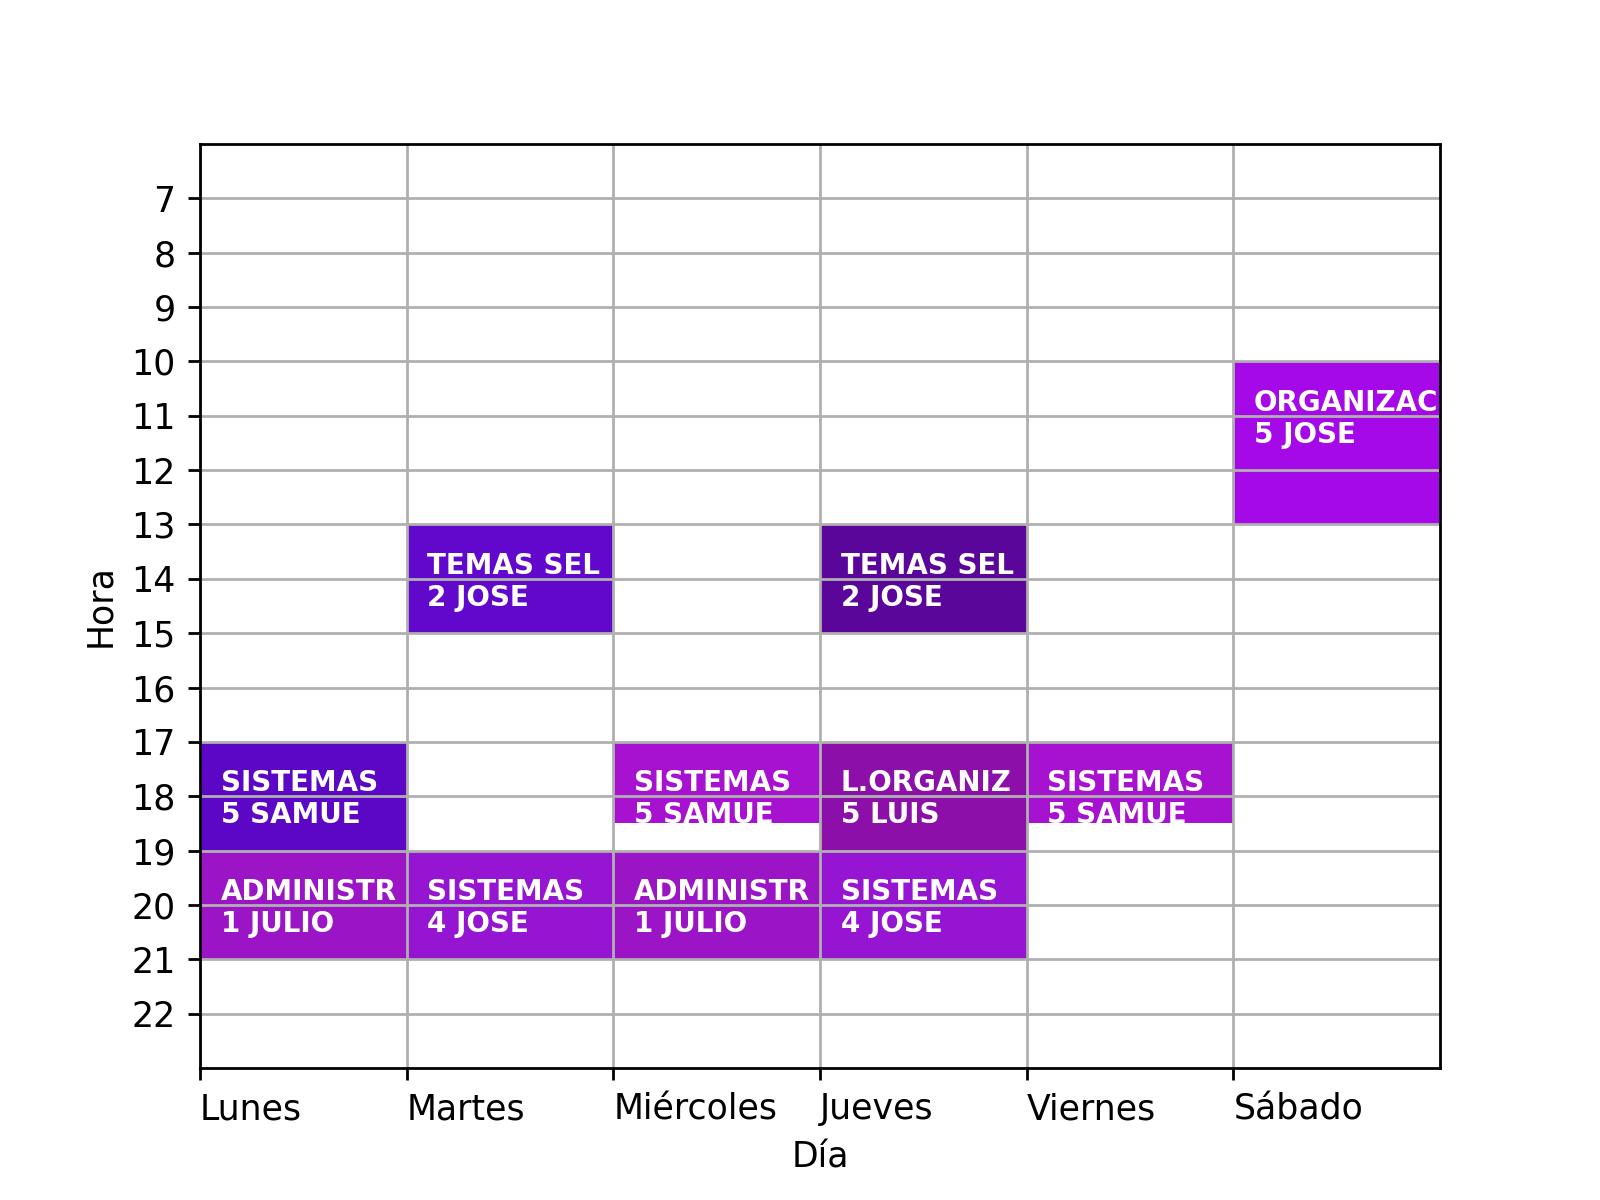 7
8
9
10
ORGANIZAC
11
5 JOSE
12
13
TEMAS SEL
TEMAS SEL
14
2 JOSE
2 JOSE
Hora
15
16
17
SISTEMAS
SISTEMAS
L.ORGANIZ
SISTEMAS
18
5 SAMUE
5 SAMUE
5 LUIS
5 SAMUE
19
ADMINISTR
SISTEMAS
ADMINISTR
SISTEMAS
20
1 JULIO
4 JOSE
1 JULIO
4 JOSE
21
22
Lunes Martes Miércoles Jueves Viernes Sábado
Día